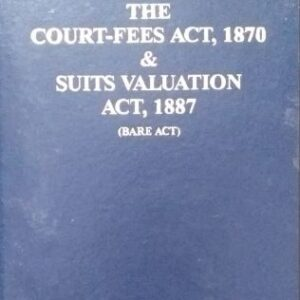 THE
COURT-FEES ACT, 1870
&
SUITS VALUATION
ACT, 1887
(BARE ACT)